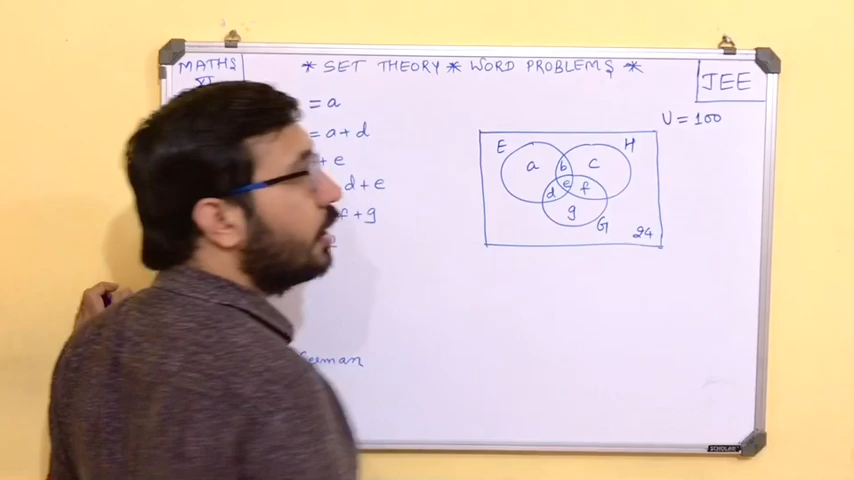 MATHS
XI
* SET THEORY * WORD PROBLEMS *
JEE
= a
= a + d
+ e
d + e
+ g
German
U = 100
E
H
a
b
c
e
d
f
g
G
24
SCHOLAR